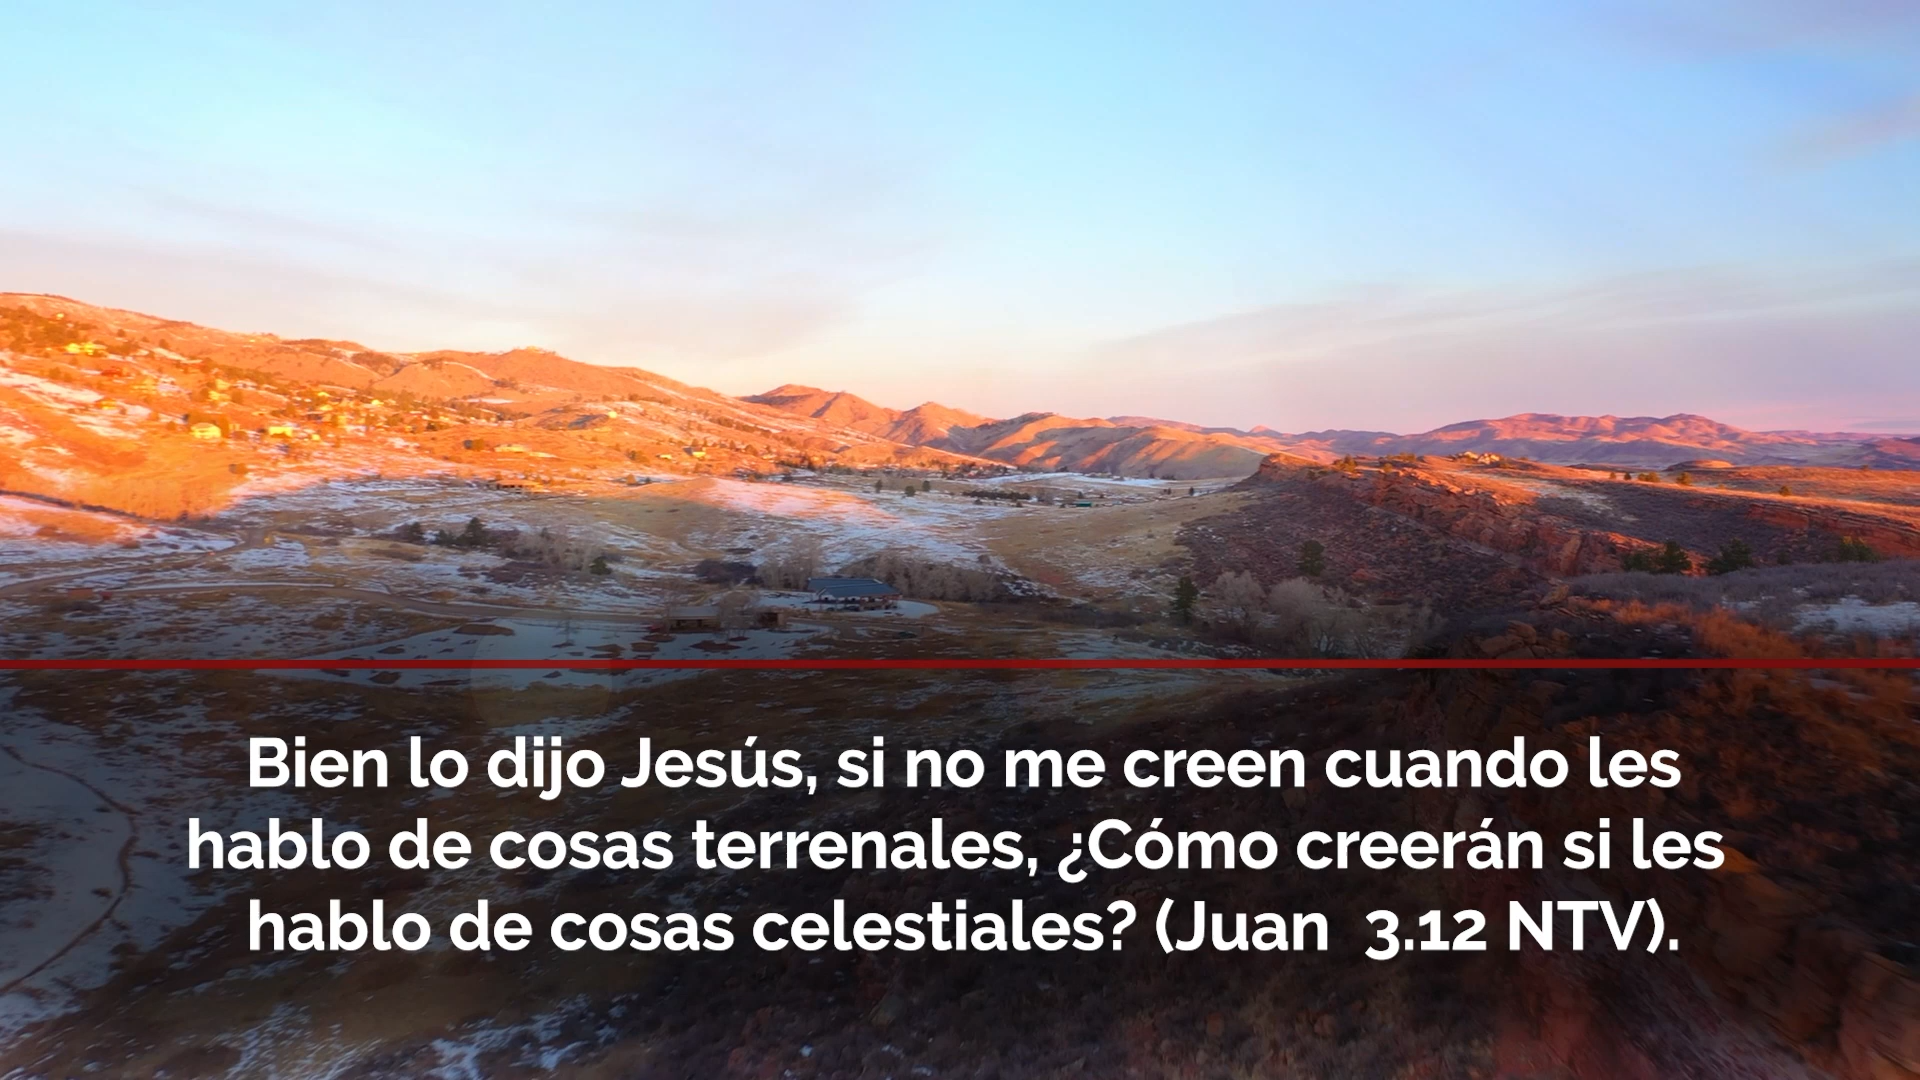 Bien lo dijo Jesús, si no me creen cuando les
hablo de cosas terrenales, ¿Cómo creerán si les
hablo de cosas celestiales? (Juan  3.12 NTV).